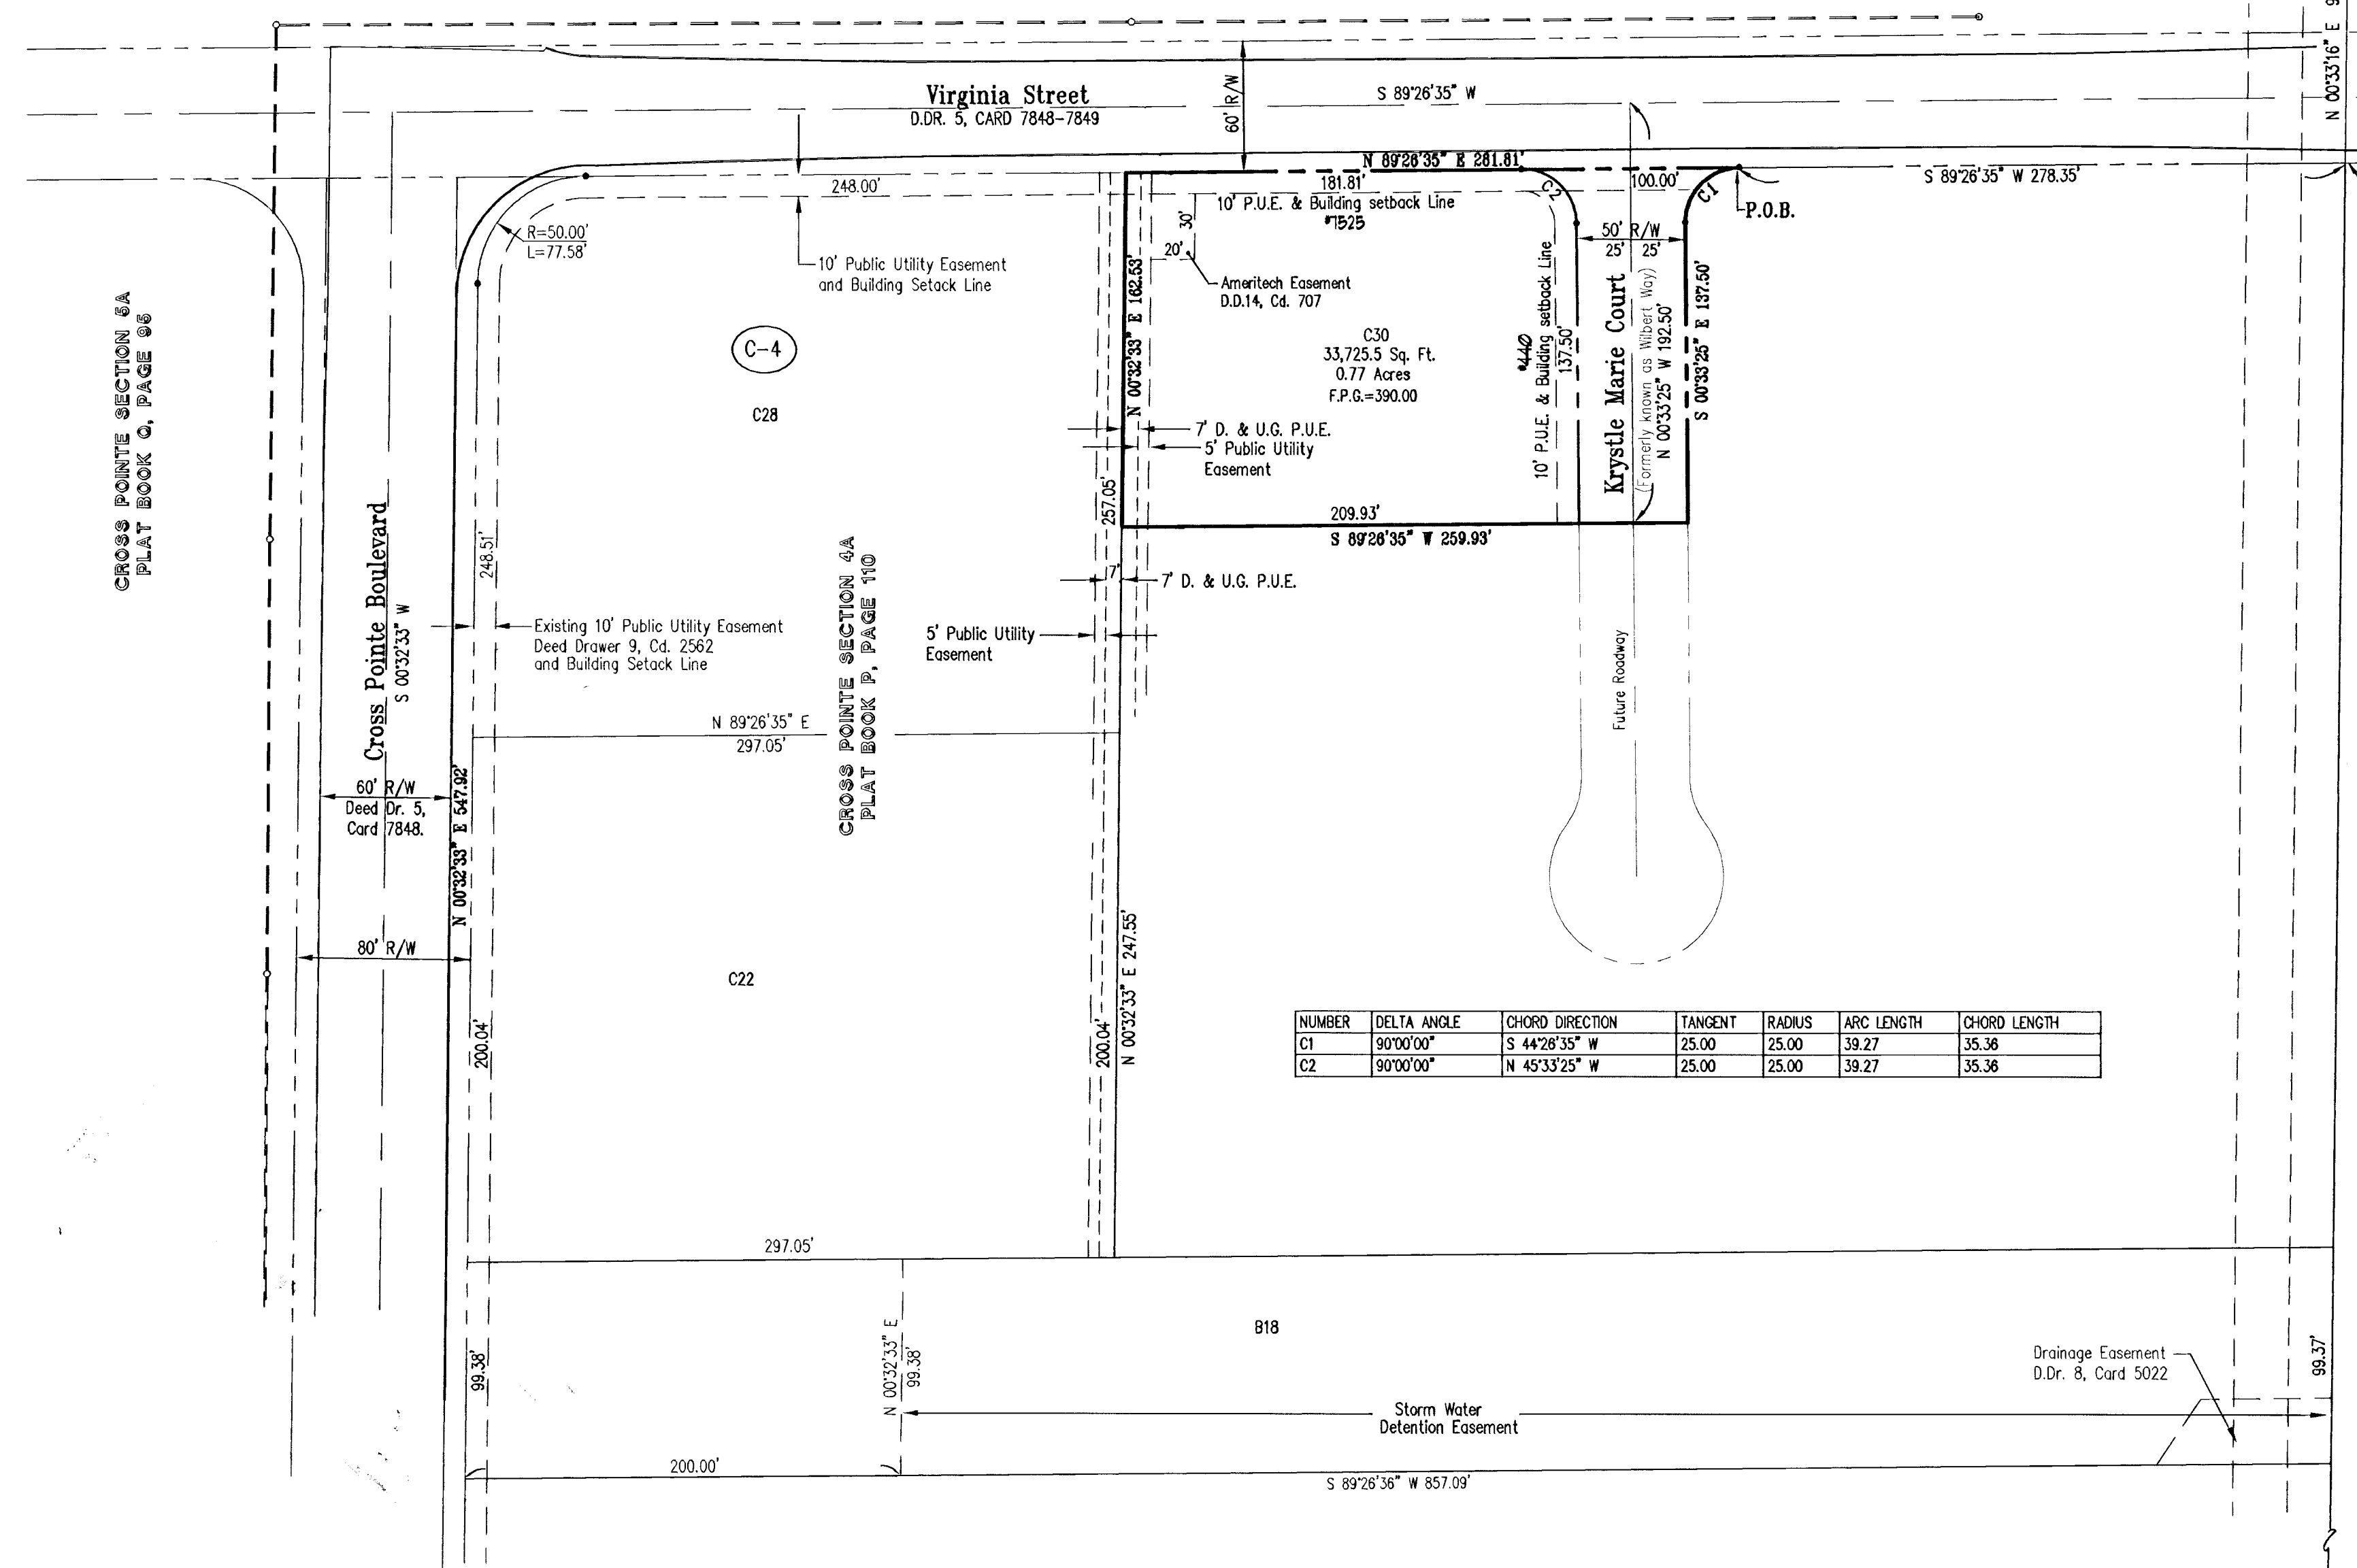 N 00°33'16" E
Virginia Street
D.DR. 5, CARD 7848-7849
60' R/W
S 89°26'35" W
N 89°26'35" E 281.81'
248.00'
181.81'
100.00'
S 89°26'35" W 278.35'
10' P.U.E. & Building setback Line
#7525
C2
C1
P.O.B.
R=50.00'
L=77.58'
30'
20'
50' R/W
25' 25'
10' Public Utility Easement
and Building Setack Line
Ameritech Easement
D.D.14, Cd. 707
N 00°32'33" E 162.53'
CROSS POINTE SECTION 5A
PLAT BOOK Q, PAGE 95
C-4
C28
C30
33,725.5 Sq. Ft.
0.77 Acres
F.P.G.=390.00
#440
10' P.U.E. & Building setback Line
137.50'
Krystle Marie Court
(Formerly known as Wilbert Way)
N 00°33'25" W 192.50'
S 00°33'25" E 137.50'
7' D. & U.G. P.U.E.
5' Public Utility
Easement
257.05'
209.93'
S 89°26'35" W 259.93'
Cross Pointe Boulevard
S 00°32'33" W
248.51'
CROSS POINTE SECTION 4A
PLAT BOOK P, PAGE 110
7'
7' D. & U.G. P.U.E.
Existing 10' Public Utility Easement
Deed Drawer 9, Cd. 2562
and Building Setack Line
5' Public Utility
Easement
Future Roadway
N 89°26'35" E
297.05'
60' R/W
Deed Dr. 5,
Card 7848.
N 00°32'33" E 547.92'
80' R/W
C22
200.04'
200.04'
N 00°32'33" E 247.55'
NUMBER DELTA ANGLE CHORD DIRECTION TANGENT RADIUS ARC LENGTH CHORD LENGTH
C1 90°00'00" S 44°26'35" W 25.00 25.00 39.27 35.36
C2 90°00'00" N 45°33'25" W 25.00 25.00 39.27 35.36
297.05'
99.38'
N 00°32'33" E
99.38'
B18
Drainage Easement
D.Dr. 8, Card 5022
99.37'
Storm Water
Detention Easement
200.00'
S 89°26'36" W 857.09'